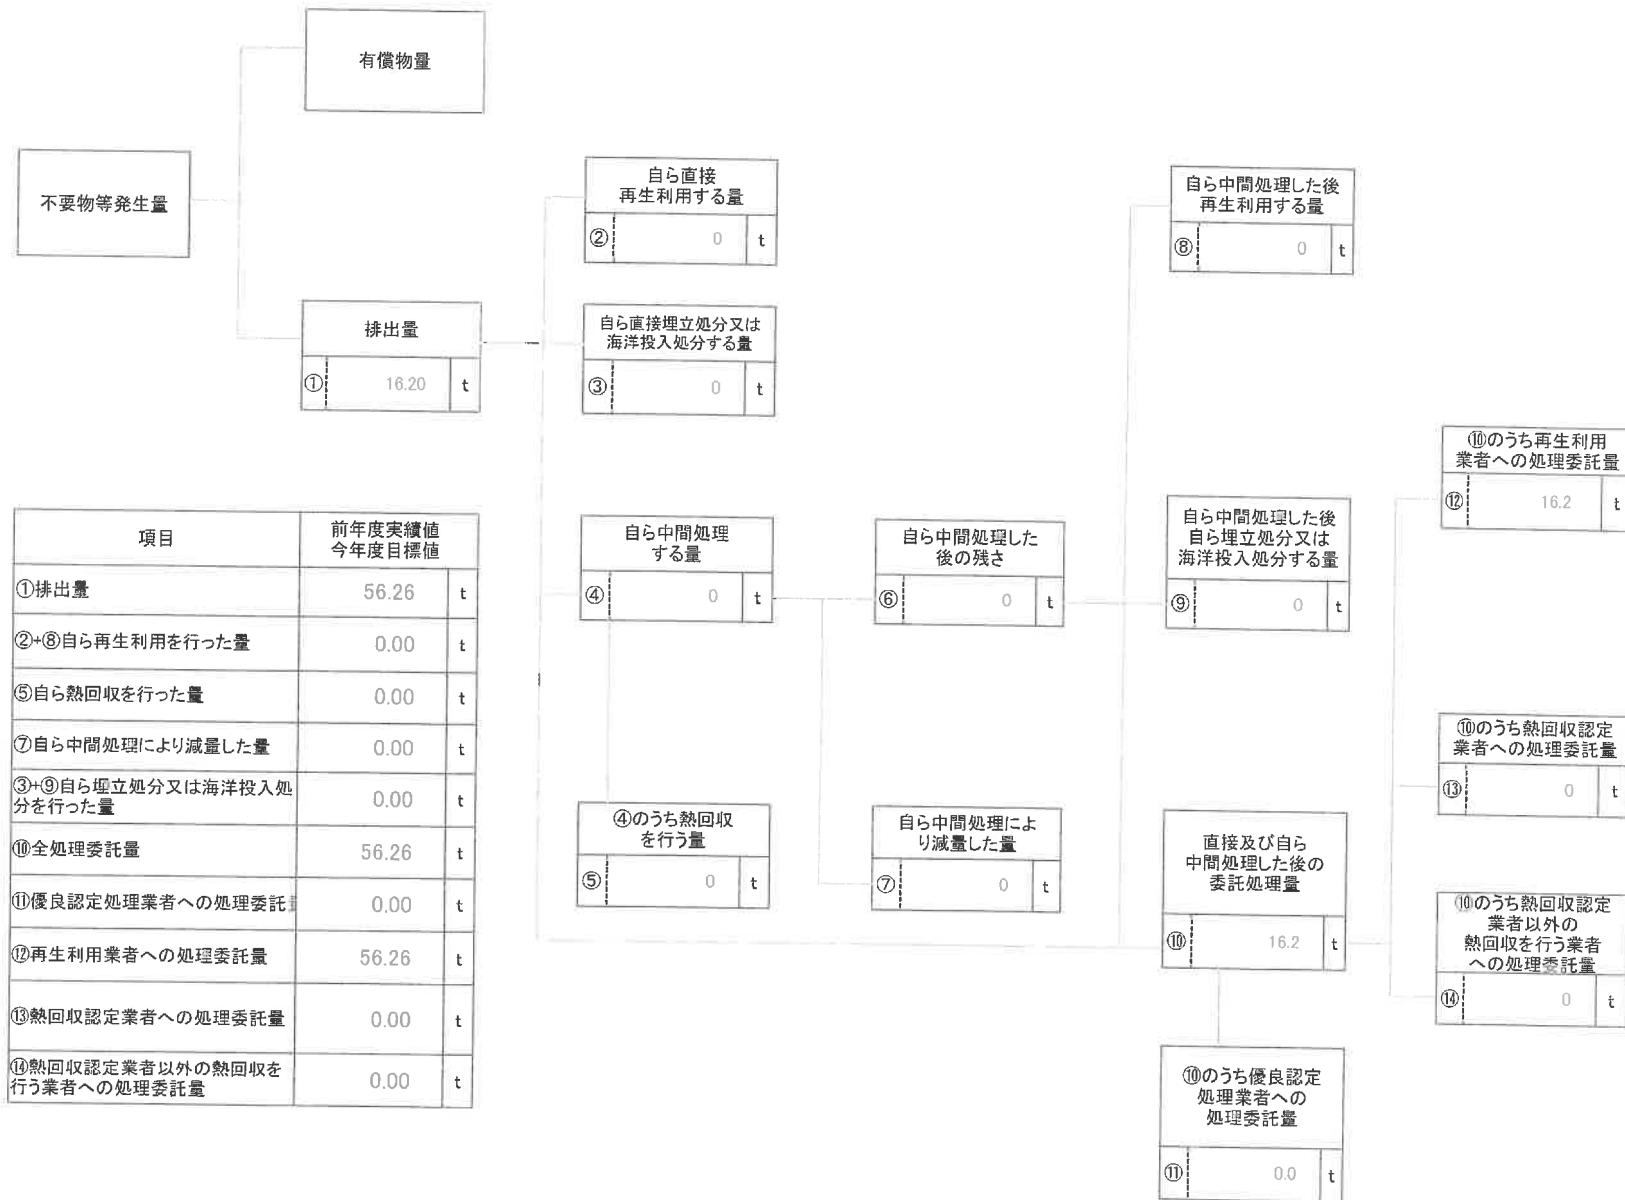 有償物量
不要物等発生量
排出量
① 16.20 t
自ら直接
再生利用する量
② 0 t
自ら直接埋立処分又は
海洋投入処分する量
③ 0 t
自ら中間処理
する量
④ 0 t
④のうち熱回収
を行う量
⑤ 0 t
自ら中間処理した
後の残さ
⑥ 0 t
自ら中間処理によ
り減量した量
⑦ 0 t
自ら中間処理した後
再生利用する量
⑧ 0 t
自ら中間処理した後
自ら埋立処分又は
海洋投入処分する量
⑨ 0 t
直接及び自ら
中間処理した後の
委託処理量
⑩ 16.2 t
⑩のうち優良認定
処理業者への
処理委託量
⑪ 0.0 t
⑩のうち再生利用
業者への処理委託量
⑫ 16.2 t
⑩のうち熱回収認定
業者への処理委託量
⑬ 0 t
⑩のうち熱回収認定
業者以外の
熱回収を行う業者
への処理委託量
⑭ 0 t
項目 前年度実績値
今年度目標値
①排出量 56.26 t
②+⑧自ら再生利用を行った量 0.00 t
⑤自ら熱回収を行った量 0.00 t
⑦自ら中間処理により減量した量 0.00 t
③+⑨自ら埋立処分又は海洋投入処
分を行った量 0.00 t
⑩全処理委託量 56.26 t
⑪優良認定処理業者への処理委託 0.00 t
⑫再生利用業者への処理委託量 56.26 t
⑬熱回収認定業者への処理委託量 0.00 t
⑭熱回収認定業者以外の熱回収を
行う業者への処理委託量 0.00 t